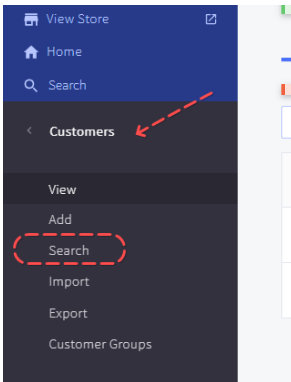 View Store
Home
Search
Customers
View
Add
Search
Import
Export
Customer Groups